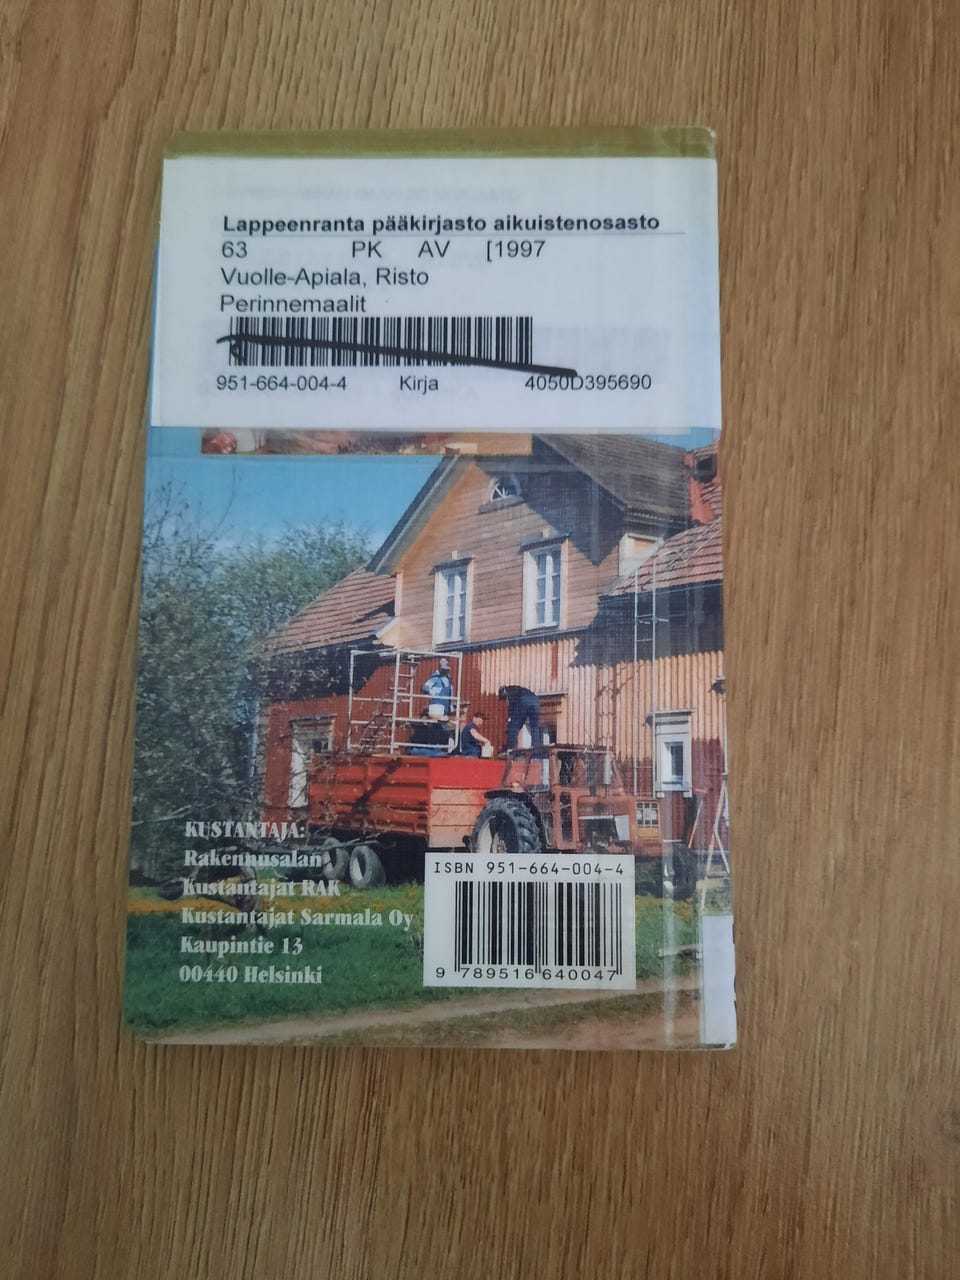 Lappeenranta pääkirjasto aikuistenosasto
63 PK AV [1997
Vuolle-Apiala, Risto
Perinnemaalit
951-664-004-4 Kirja 4050D395690
KUSTANTAJA:
Rakennusalan
Kustantajat RAK
Kustantajat Sarmala Oy
Kaupintie 13
00440 Helsinki
ISBN 951-664-004-4
9 789516 640047